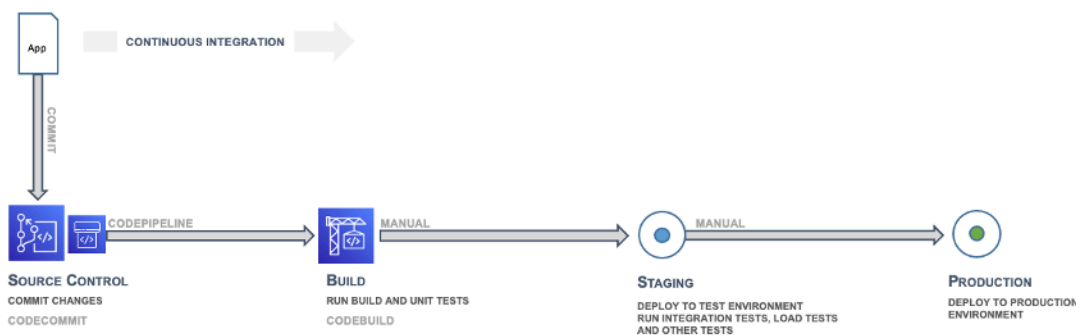 App
CONTINUOUS INTEGRATION
COMMIT
CODEPIPELINE
MANUAL
MANUAL
SOURCE CONTROL
COMMIT CHANGES
CODECOMMIT
BUILD
RUN BUILD AND UNIT TESTS
CODEBUILD
STAGING
DEPLOY TO TEST ENVIRONMENT
RUN INTEGRATION TESTS, LOAD TESTS
AND OTHER TESTS
PRODUCTION
DEPLOY TO PRODUCTION
ENVIRONMENT